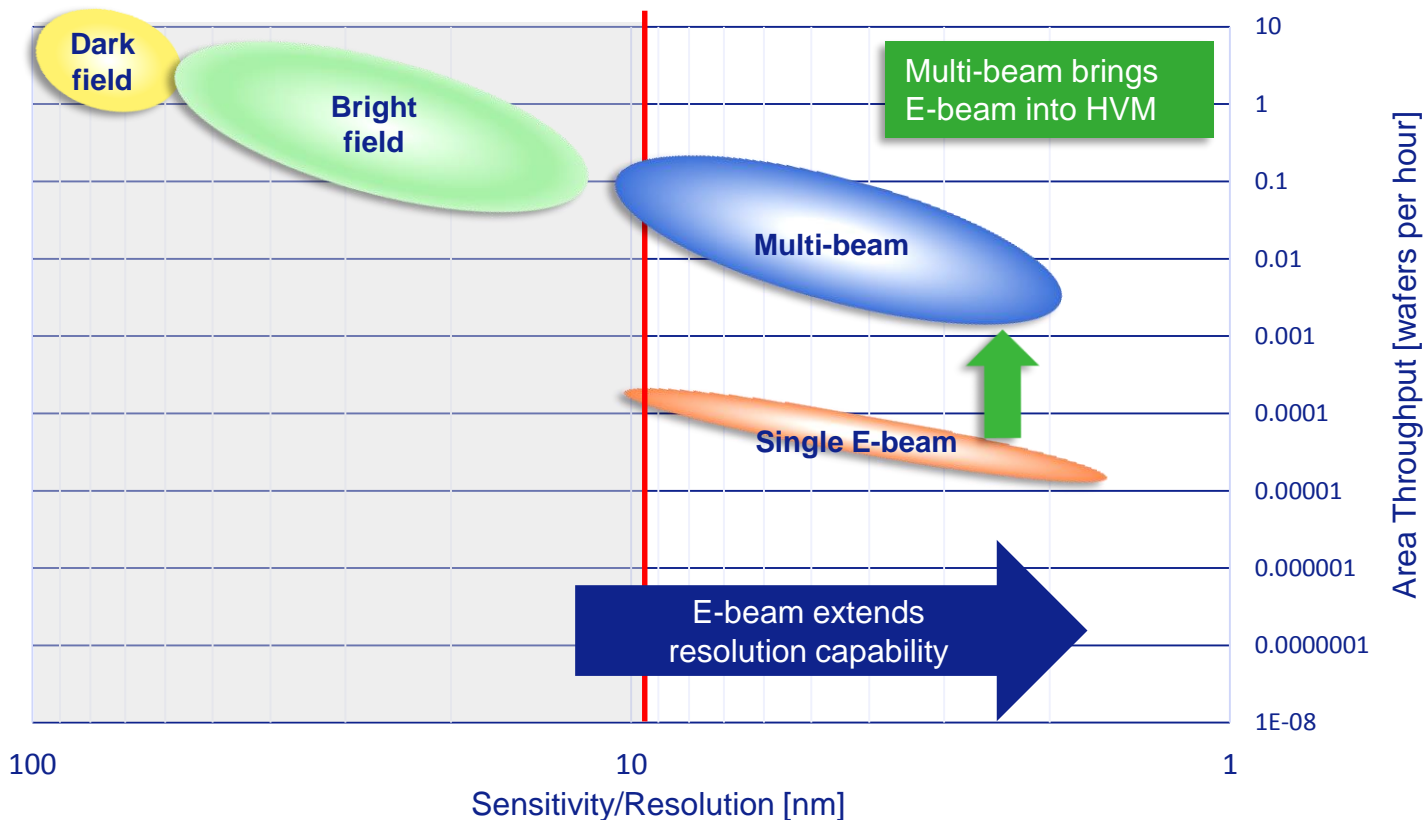 Dark
field
Bright
field
Multi-beam brings
E-beam into HVM
Multi-beam
Single E-beam
E-beam extends
resolution capability
10
1
0.1
0.01
0.001
0.0001
0.00001
0.000001
0.0000001
1E-08
Area Throughput [wafers per hour]
100
10
1
Sensitivity/Resolution [nm]